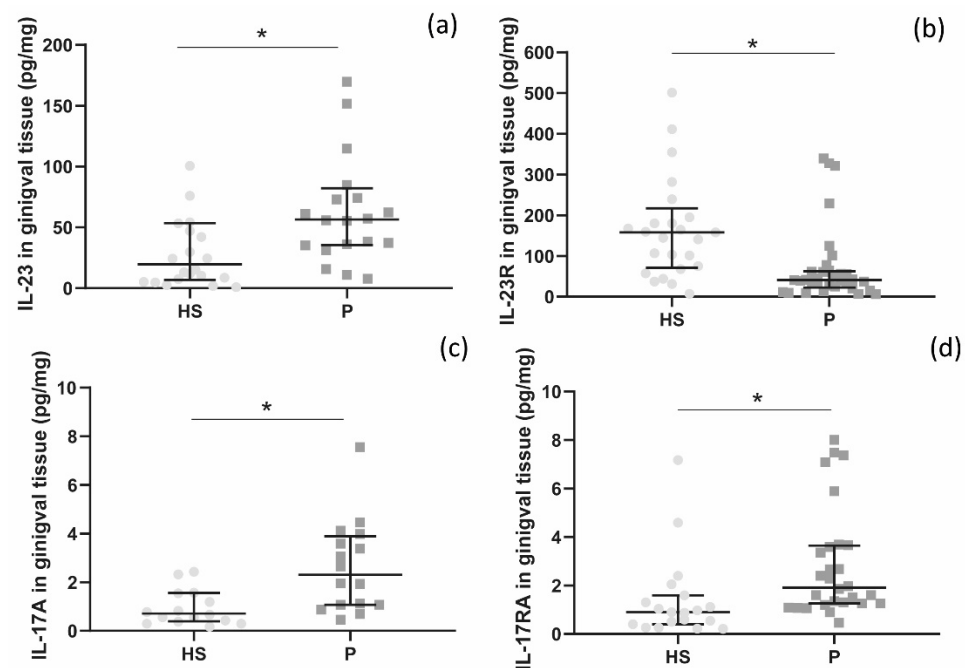 (a)
IL-23 in ginigval tissue (pg/mg)
200
150
100
50
0
*
HS
P
(b)
IL-23R in ginigval tissue (pg/mg)
600
500
400
300
200
100
0
*
HS
P
(c)
IL-17A in ginigval tissue (pg/mg)
10
8
6
4
2
0
*
HS
P
(d)
IL-17RA in ginigval tissue (pg/mg)
10
8
6
4
2
0
*
HS
P